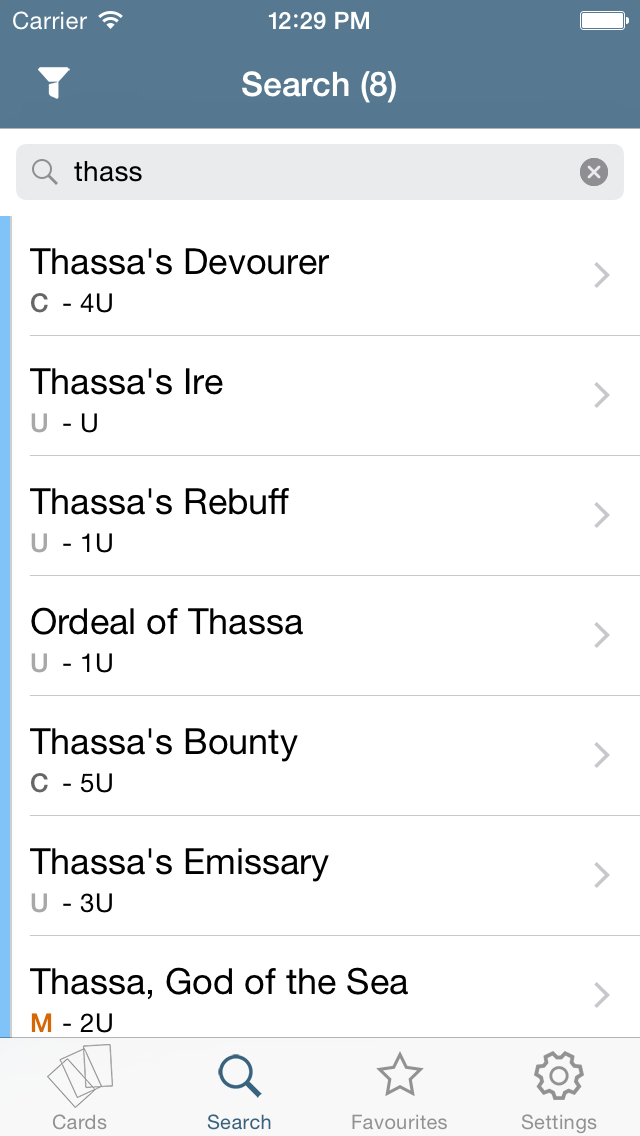 Carrier 12:29 PM
Search (8)
thass
Thassa's Devourer
C - 4U
Thassa's Ire
U - U
Thassa's Rebuff
U - 1U
Ordeal of Thassa
U - 1U
Thassa's Bounty
C - 5U
Thassa's Emissary
U - 3U
Thassa, God of the Sea
M - 2U
Cards Search Favourites Settings